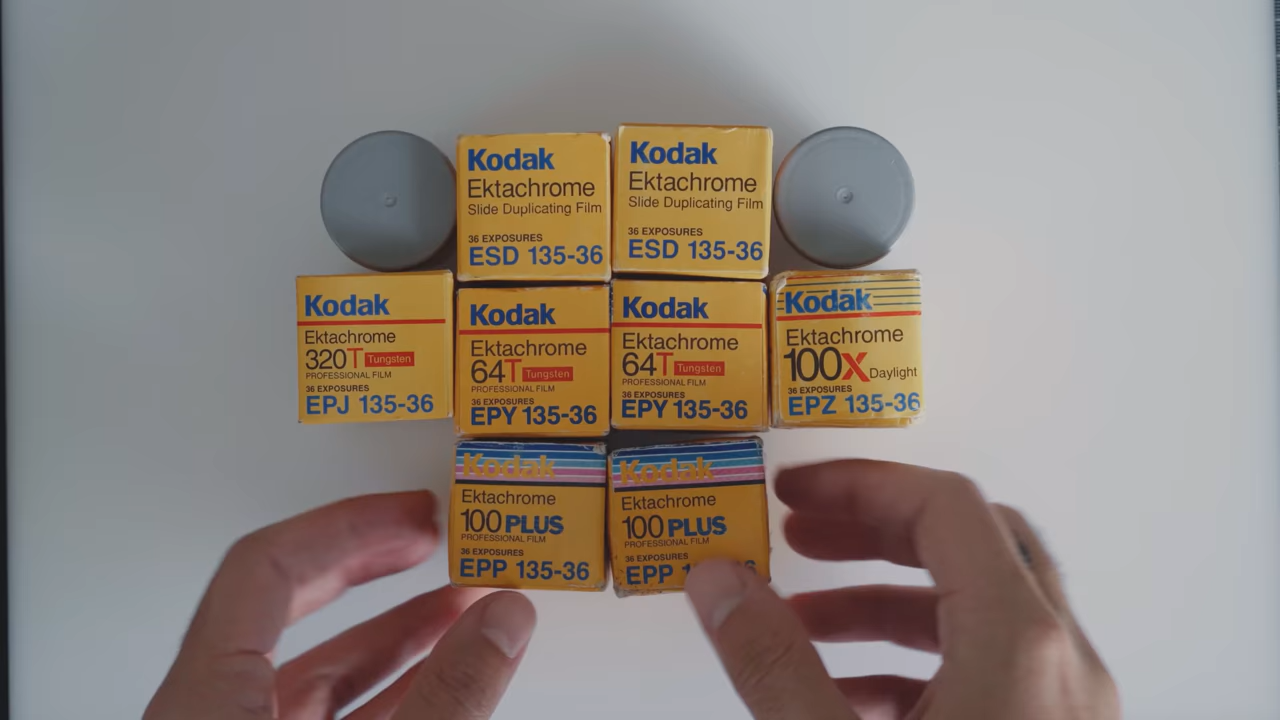 Kodak
Ektachrome
Slide Duplicating Film
36 EXPOSURES
ESD 135-36
Kodak
Ektachrome
Slide Duplicating Film
36 EXPOSURES
ESD 135-36
Kodak
Ektachrome
320T Tungsten
PROFESSIONAL FILM
36 EXPOSURES
EPJ 135-36
Kodak
Ektachrome
64T Tungsten
PROFESSIONAL FILM
36 EXPOSURES
EPY 135-36
Kodak
Ektachrome
64T Tungsten
PROFESSIONAL FILM
36 EXPOSURES
EPY 135-36
Kodak
Ektachrome
100X Daylight
36 EXPOSURES
EPZ 135-36
Kodak
Ektachrome
100 PLUS
PROFESSIONAL FILM
36 EXPOSURES
EPP 135-36
Kodak
Ektachrome
100 PLUS
PROFESSIONAL FILM
36 EXPOSURES
EPP